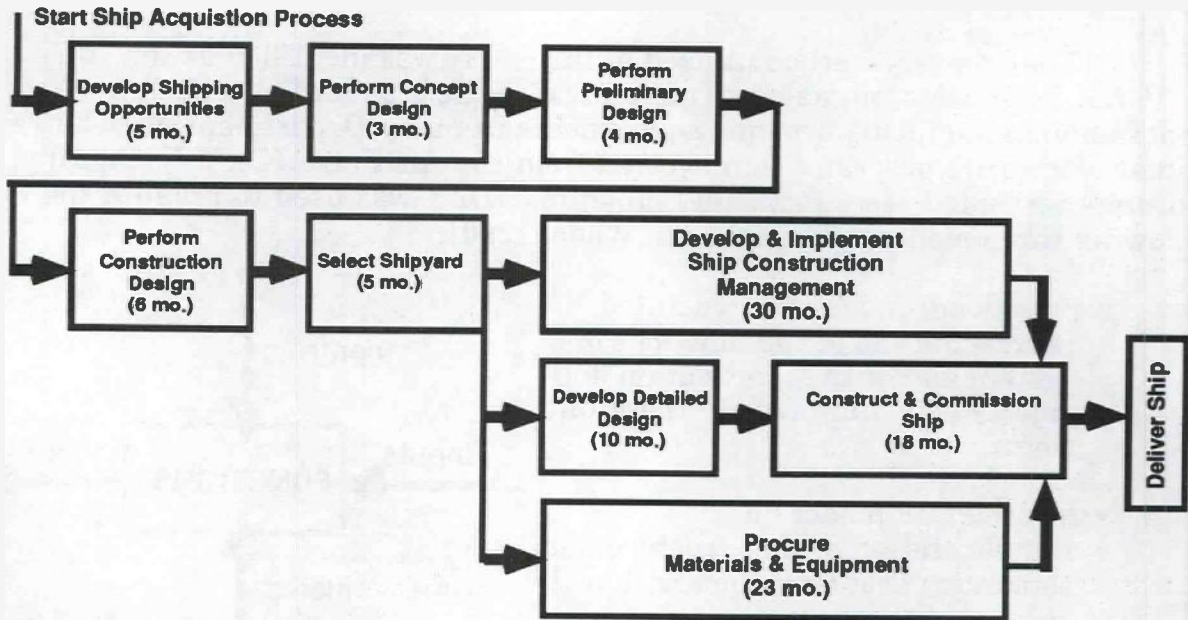 Start Ship Acquistion Process
Develop Shipping
Opportunities
(5 mo.)
Perform Concept
Design
(3 mo.)
Perform
Preliminary
Design
(4 mo.)
Perform
Construction
Design
(6 mo.)
Select Shipyard
(5 mo.)
Develop & Implement
Ship Construction
Management
(30 mo.)
Develop Detailed
Design
(10 mo.)
Construct & Commission
Ship
(18 mo.)
Procure
Materials & Equipment
(23 mo.)
Deliver Ship